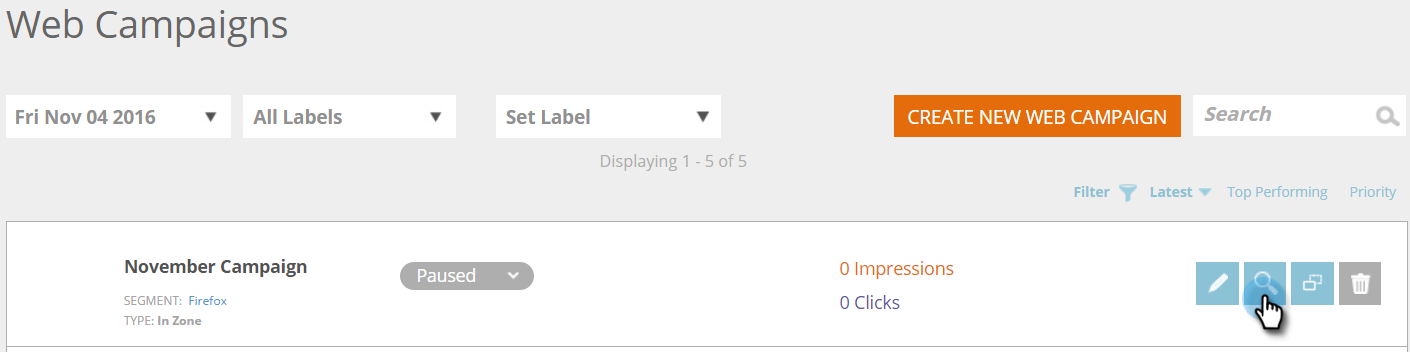 Web Campaigns
Fri Nov 04 2016
All Labels
Set Label
CREATE NEW WEB CAMPAIGN
Search
Displaying 1 - 5 of 5
Filter
Latest
Top Performing
Priority
November Campaign
Paused
0 Impressions
SEGMENT: Firefox
0 Clicks
TYPE: In Zone